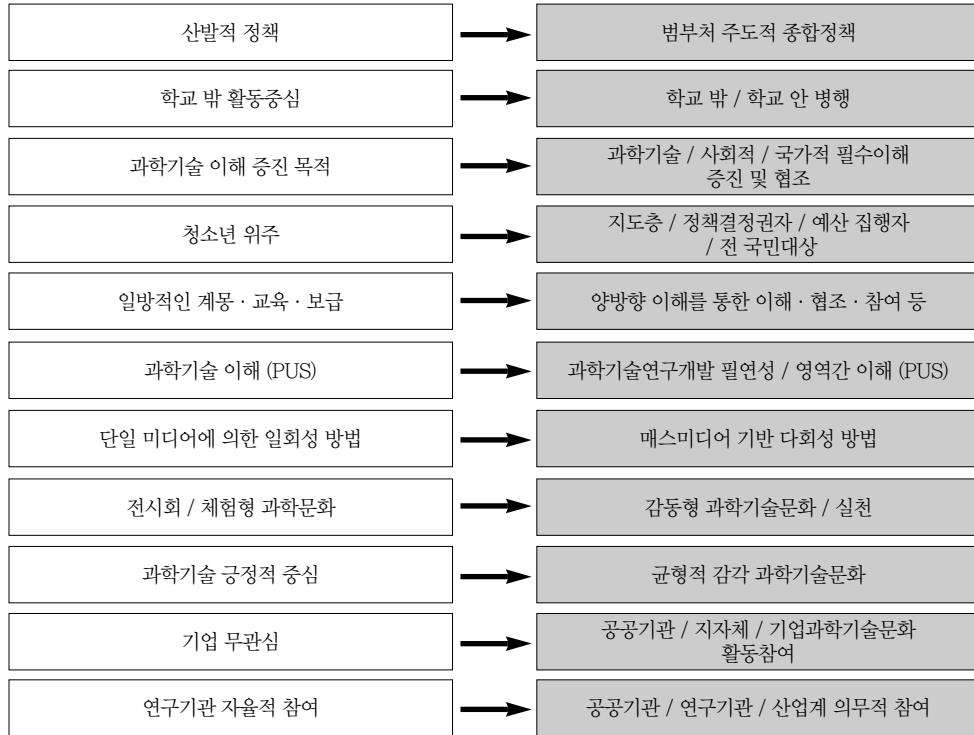 산발적 정책
범부처 주도적 종합정책
학교 밖 활동중심
학교 밖 / 학교 안 병행
과학기술 이해 증진 목적
과학기술 / 사회적 / 국가적 필수이해
증진 및 협조
청소년 위주
지도층 / 정책결정권자 / 예산 집행자
/ 전 국민대상
일방적인 계몽 · 교육 · 보급
양방향 이해를 통한 이해 · 협조 · 참여 등
과학기술 이해 (PUS)
과학기술연구개발 필연성 / 영역간 이해 (PUS)
단일 미디어에 의한 일회성 방법
매스미디어 기반 다회성 방법
전시회 / 체험형 과학문화
감동형 과학기술문화 / 실천
과학기술 긍정적 중심
균형적 감각 과학기술문화
기업 무관심
공공기관 / 지자체 / 기업과학기술문화
활동참여
연구기관 자율적 참여
공공기관 / 연구기관 / 산업계 의무적 참여